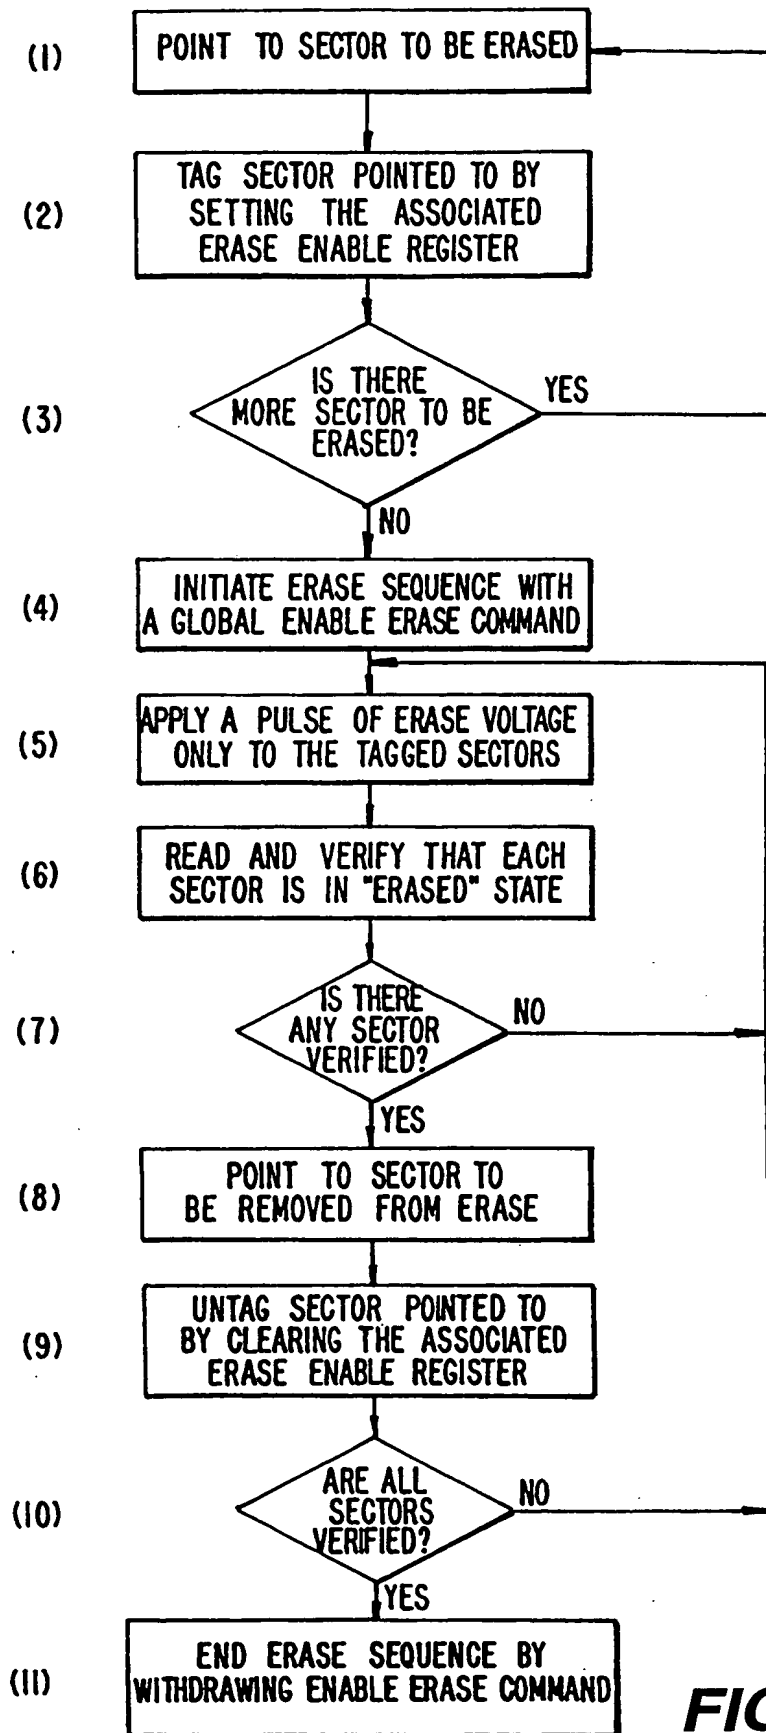 (1) POINT TO SECTOR TO BE ERASED
TAG SECTOR POINTED TO BY
(2) SETTING THE ASSOCIATED
ERASE ENABLE REGISTER
IS THERE
YES
(3) MORE SECTOR TO BE
ERASED?
NO
INITIATE ERASE SEQUENCE WITH
(4)
A GLOBAL ENABLE ERASE COMMAND
APPLY A PULSE OF ERASE VOLTAGE
(5)
ONLY TO THE TAGGED SECTORS
READ AND VERIFY THAT EACH
(6)
SECTOR IS IN "ERASED" STATE
IS THERE
NO
(7) ANY SECTOR
VERIFIED?
YES
POINT TO SECTOR TO
(8)
BE REMOVED FROM ERASE
UNTAG SECTOR POINTED TO
(9) BY CLEARING THE ASSOCIATED
ERASE ENABLE REGISTER
ARE ALL
NO
(10) SECTORS
VERIFIED?
YES
END ERASE SEQUENCE BY
(11)
WITHDRAWING ENABLE ERASE COMMAND
FIG